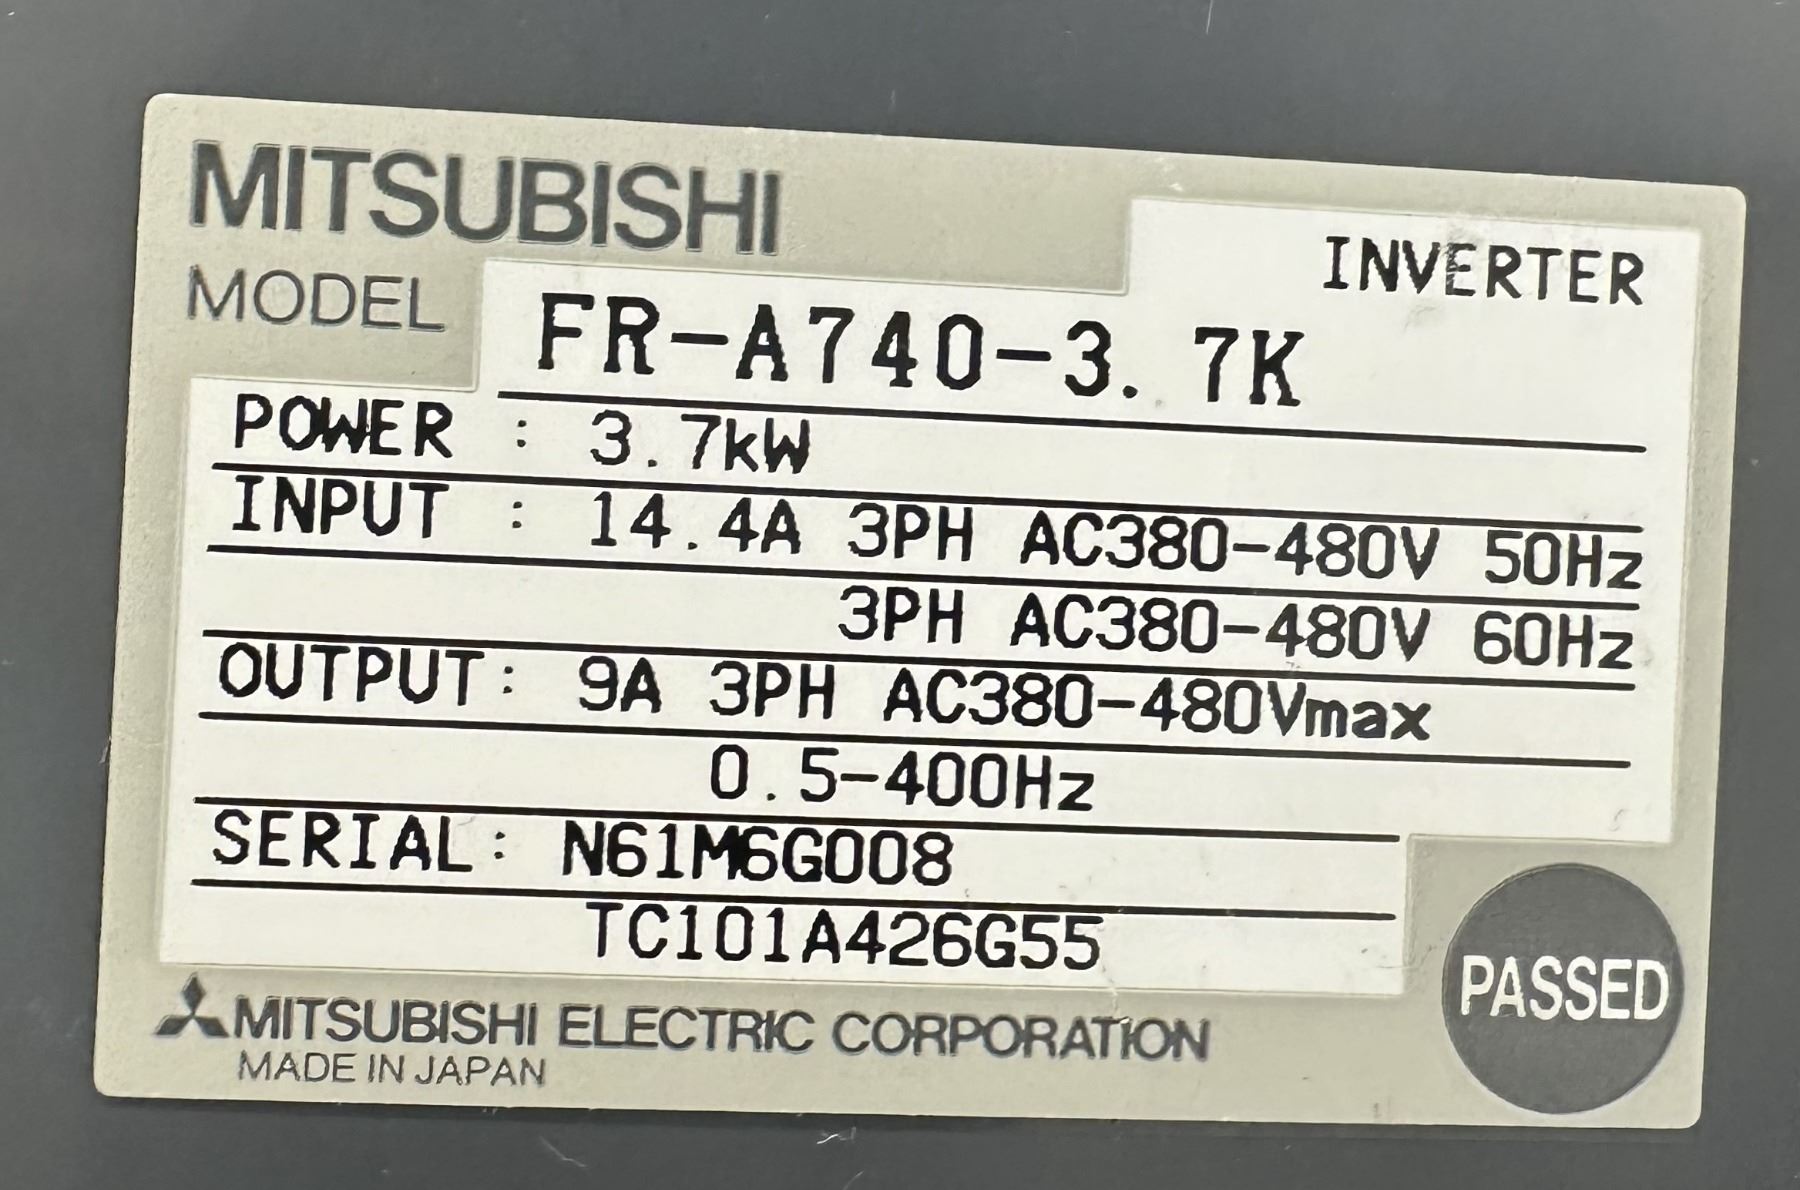 MITSUBISHI
INVERTER
MODEL FR-A740-3.7K
POWER : 3.7kW
INPUT : 14.4A 3PH AC380-480V 50Hz
3PH AC380-480V 60Hz
OUTPUT: 9A 3PH AC380-480Vmax
0.5-400Hz
SERIAL: N61M6G008
TC101A426G55
PASSED
MITSUBISHI ELECTRIC CORPORATION
MADE IN JAPAN